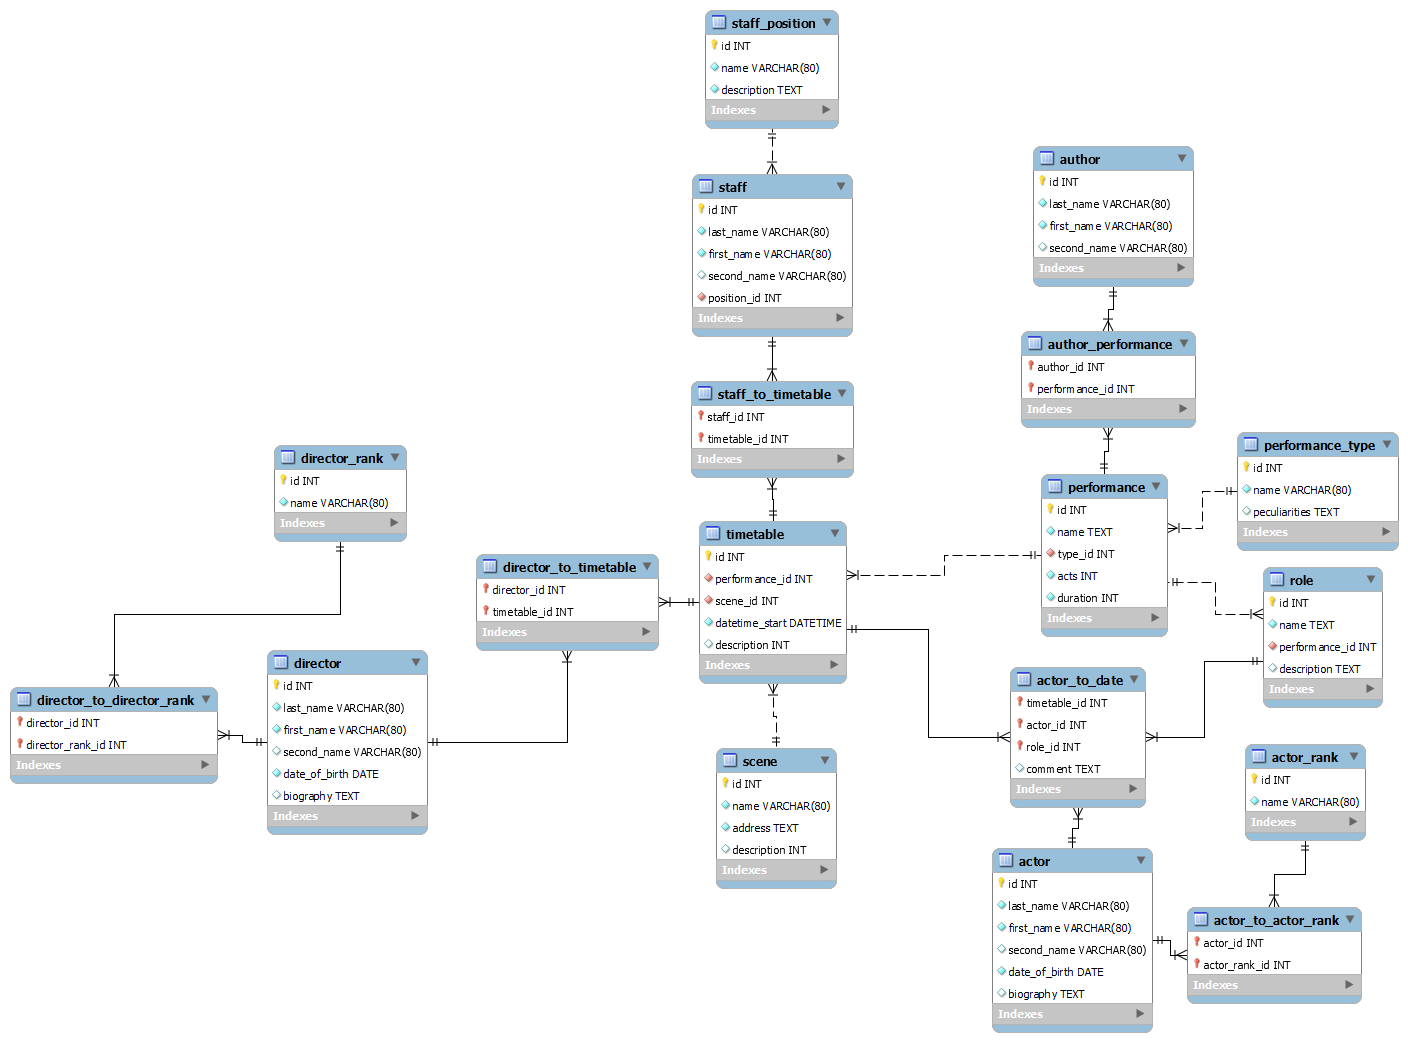 staff_position
id INT
name VARCHAR(80)
description TEXT
Indexes
staff
id INT
last_name VARCHAR(80)
first_name VARCHAR(80)
second_name VARCHAR(80)
position_id INT
Indexes
staff_to_timetable
staff_id INT
timetable_id INT
Indexes
author
id INT
last_name VARCHAR(80)
first_name VARCHAR(80)
second_name VARCHAR(80)
Indexes
author_performance
author_id INT
performance_id INT
Indexes
performance_type
id INT
name VARCHAR(80)
peculiarities TEXT
Indexes
director_rank
id INT
name VARCHAR(80)
Indexes
performance
id INT
name TEXT
type_id INT
acts INT
duration INT
Indexes
timetable
id INT
performance_id INT
scene_id INT
datetime_start DATETIME
description INT
Indexes
director_to_timetable
director_id INT
timetable_id INT
Indexes
role
id INT
name TEXT
performance_id INT
description TEXT
Indexes
director
id INT
last_name VARCHAR(80)
first_name VARCHAR(80)
second_name VARCHAR(80)
date_of_birth DATE
biography TEXT
Indexes
director_to_director_rank
director_id INT
director_rank_id INT
Indexes
actor_to_date
timetable_id INT
actor_id INT
role_id INT
comment TEXT
Indexes
scene
id INT
name VARCHAR(80)
address TEXT
description INT
Indexes
actor_rank
id INT
name VARCHAR(80)
Indexes
actor
id INT
last_name VARCHAR(80)
first_name VARCHAR(80)
second_name VARCHAR(80)
date_of_birth DATE
biography TEXT
Indexes
actor_to_actor_rank
actor_id INT
actor_rank_id INT
Indexes